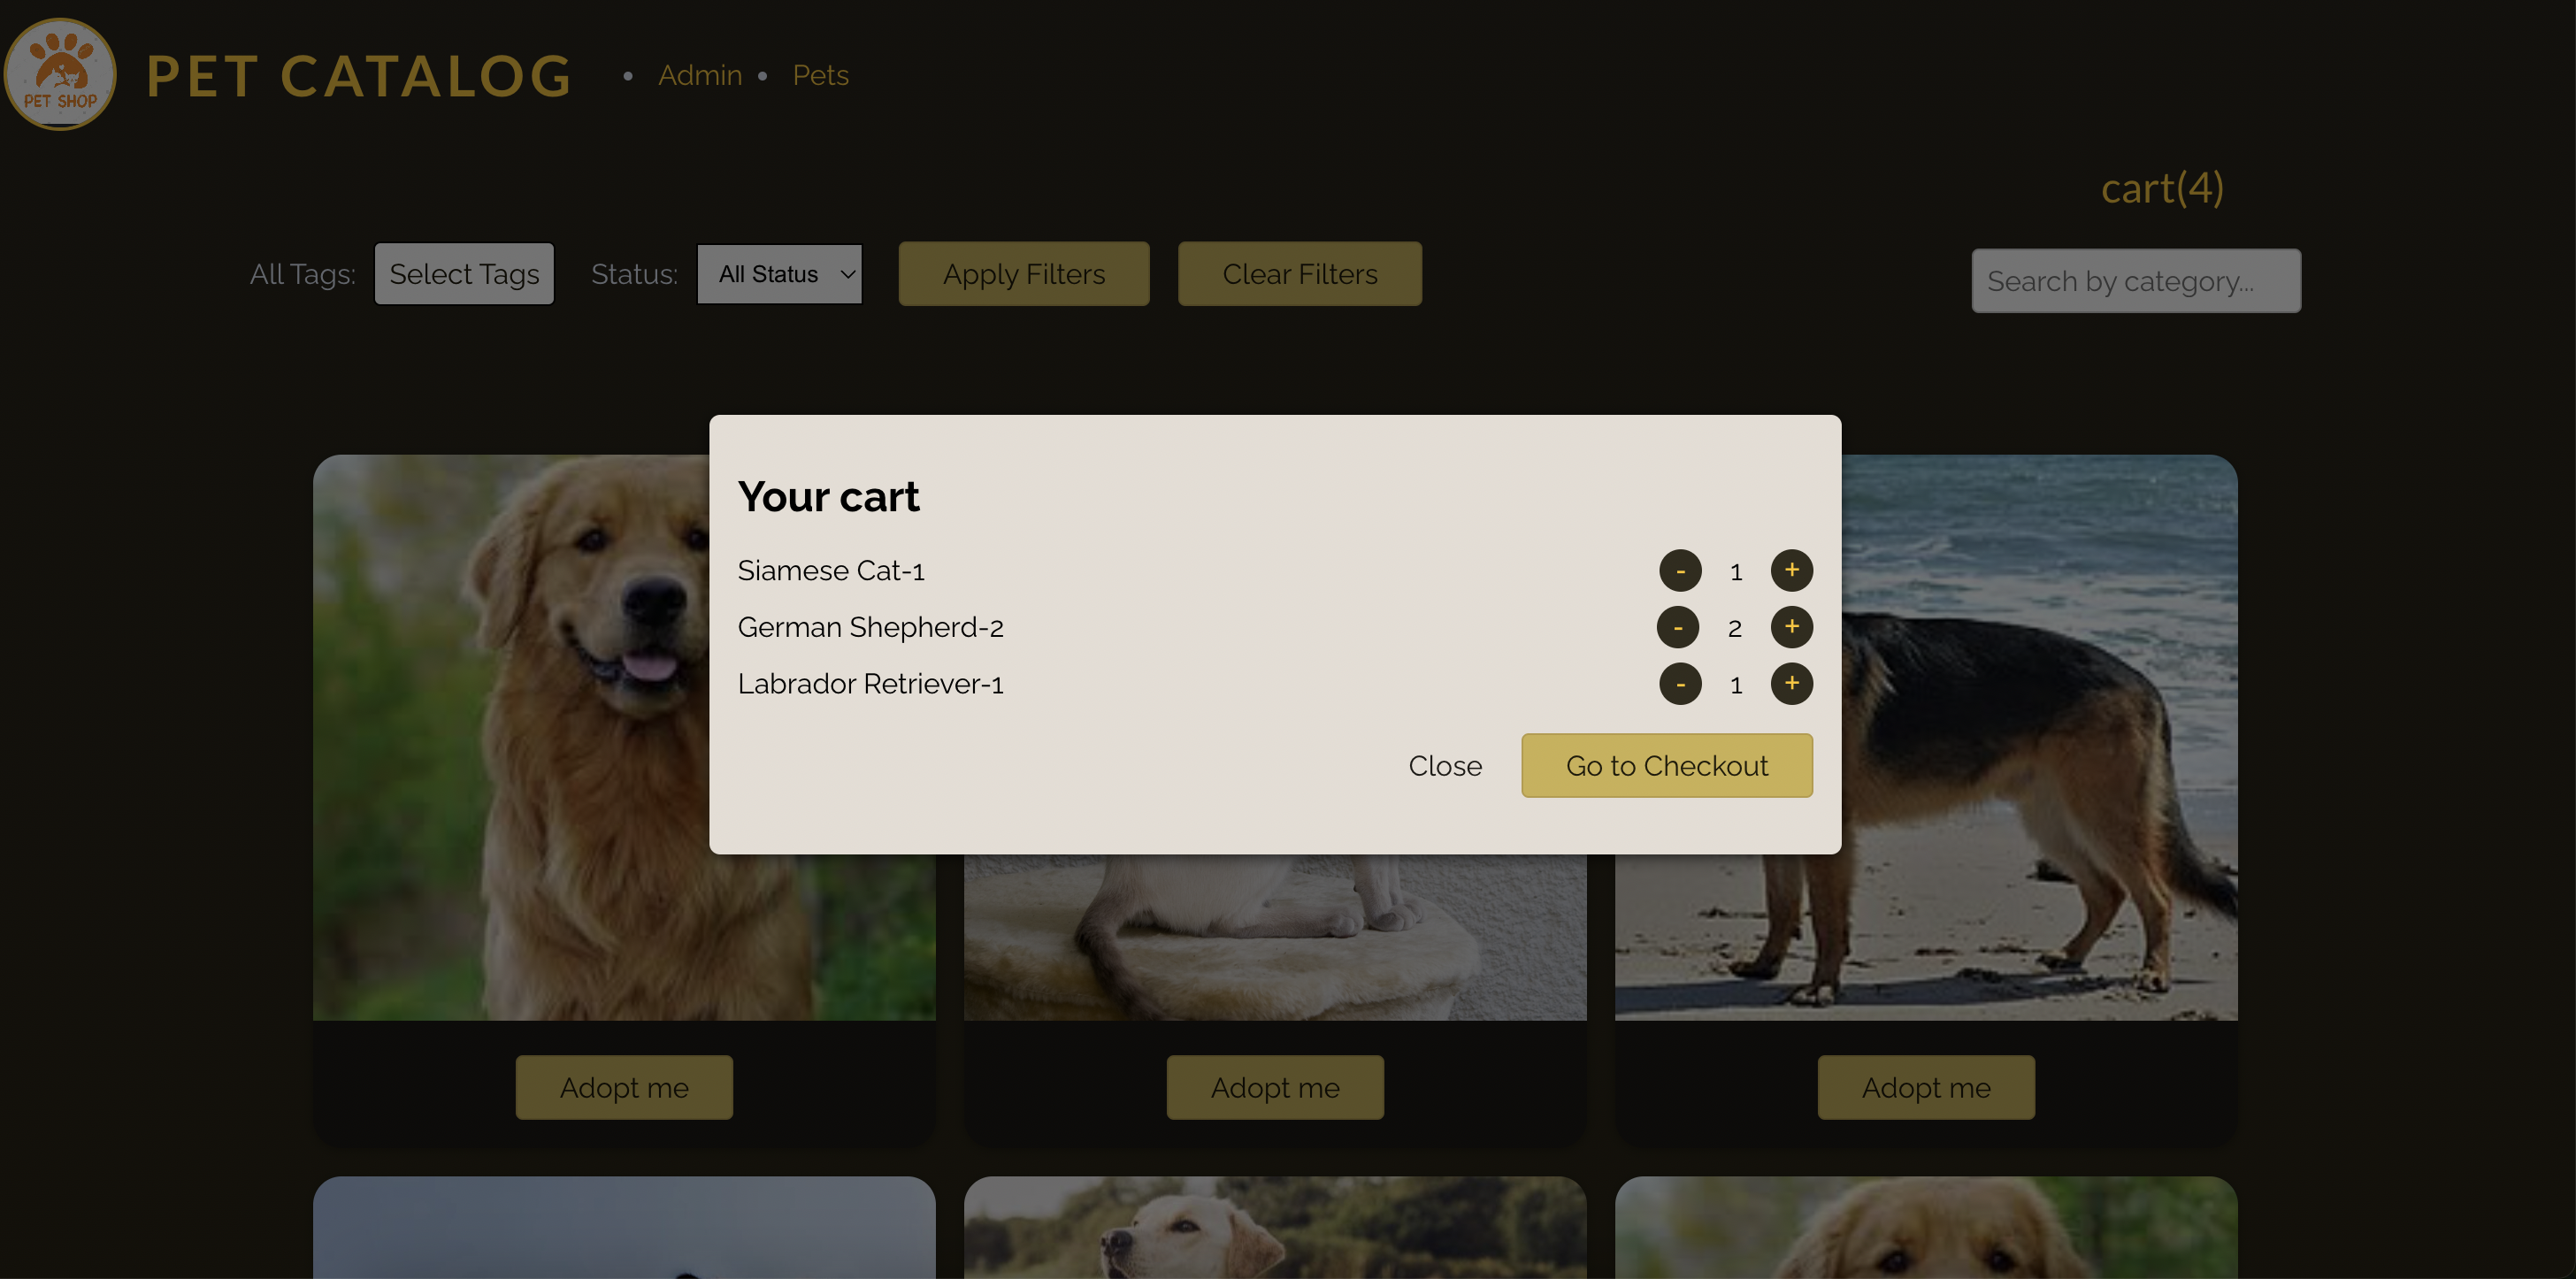 PET SHOP
PET CATALOG
• Admin • Pets
cart(4)
All Tags: Select Tags Status: All Status Apply Filters Clear Filters
Search by category...
Your cart
Siamese Cat-1 - 1 +
German Shepherd-2 - 2 +
Labrador Retriever-1 - 1 +
Close Go to Checkout
Adopt me Adopt me Adopt me